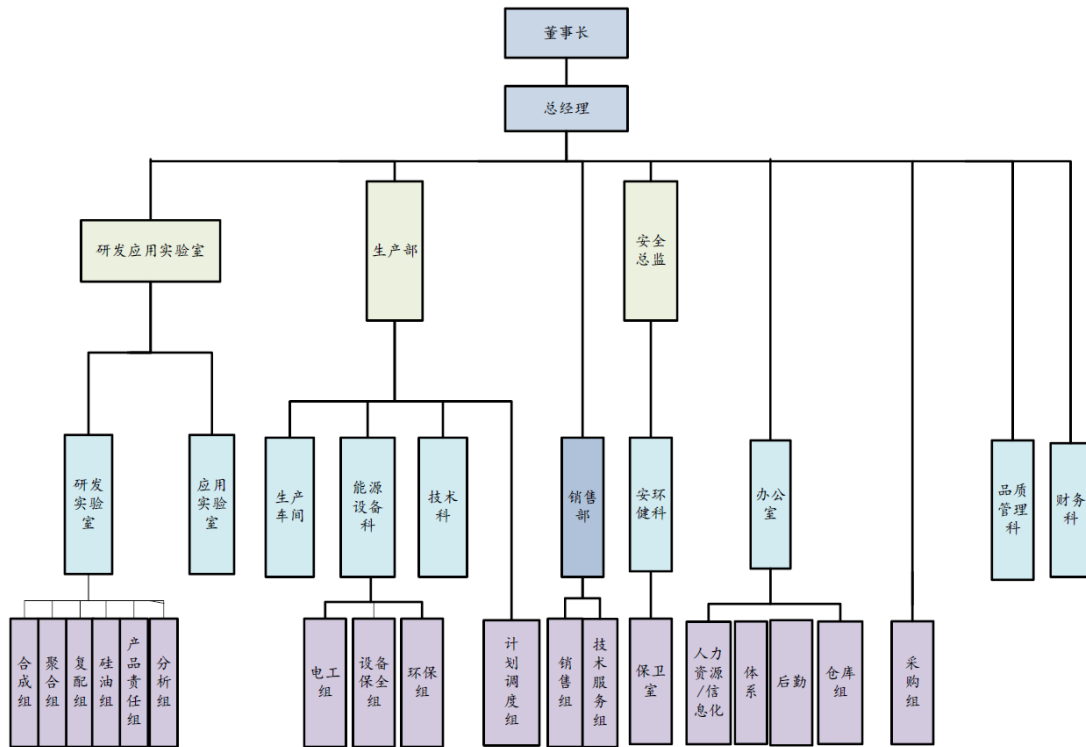 董事长
总经理
研发应用实验室
生产部
安全
总监
研发
实验
室
应用
实验
室
生产
车间
能源
设备
科
技术
科
销售
部
安环
健科
办公
室
品质
管理
科
财务
科
合
成
组
聚
合
组
复
配
组
硅
油
组
产
品
责
任
组
分
析
组
电工
组
设备
保全
组
环保
组
计
划
调
度
组
销
售
组
技
术
服
务
组
保卫
室
人力
资源
/信
息化
体
系
后勤
仓库
组
采
购
组